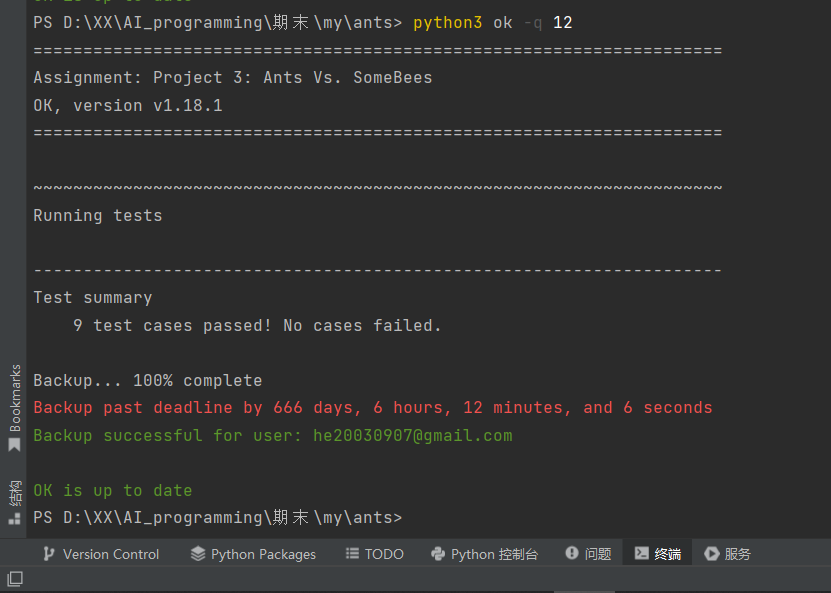 PS D:\XX\AI_programming\期末\my\ants> python3 ok -q 12
=====================================================================
Assignment: Project 3: Ants Vs. SomeBees
OK, version v1.18.1
=====================================================================
~~~~~~~~~~~~~~~~~~~~~~~~~~~~~~~~~~~~~~~~~~~~~~~~~~~~~~~~~~~~~~~~~~~~~
Running tests
---------------------------------------------------------------------
Test summary
    9 test cases passed! No cases failed.
Backup... 100% complete
Backup past deadline by 666 days, 6 hours, 12 minutes, and 6 seconds
Backup successful for user: he20030907@gmail.com
OK is up to date
PS D:\XX\AI_programming\期末\my\ants>
Bookmarks
结构
Version Control Python Packages TODO Python 控制台 问题 终端 服务